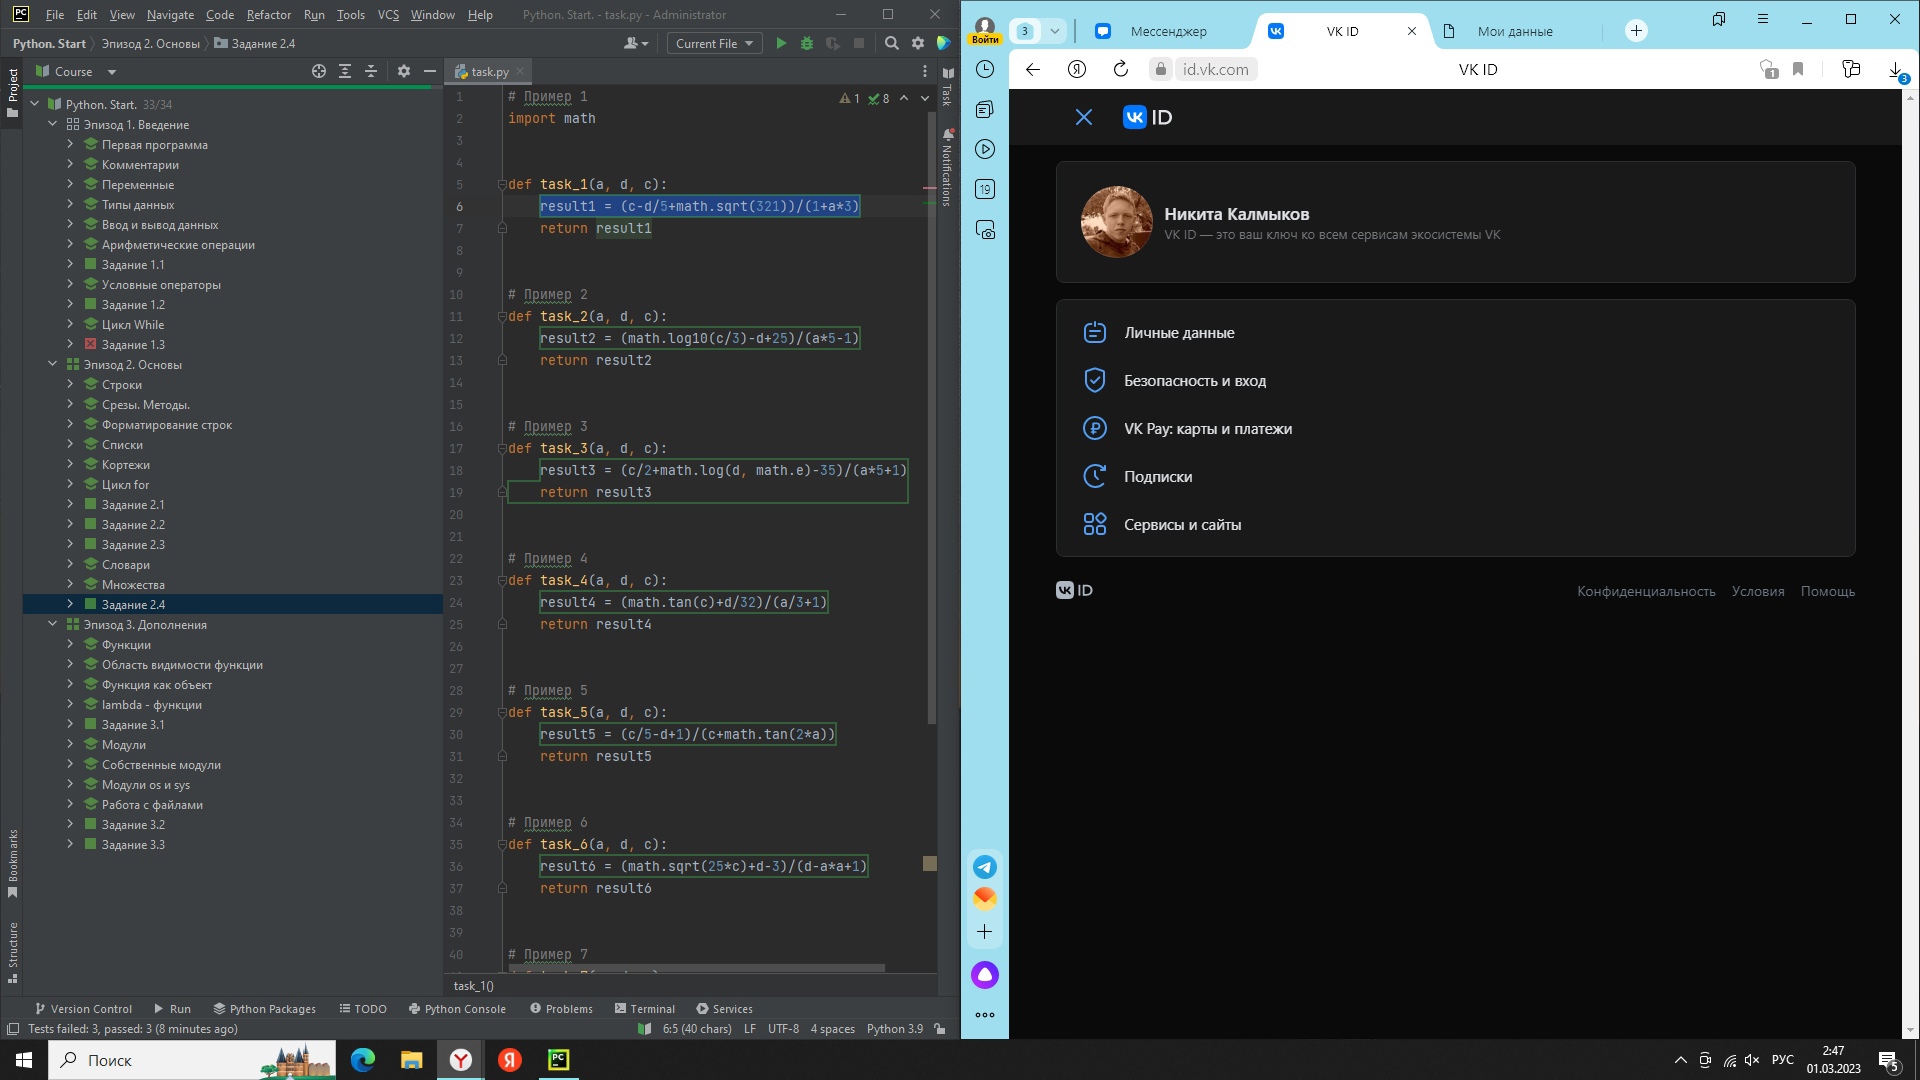 File Edit View Navigate Code Refactor Run Tools VCS Window Help Python. Start. - task.py - Administrator
Python. Start Эпизод 2. Основы Задание 2.4 Current File
Project
Course
Python. Start. 33/34
Эпизод 1. Введение
Первая программа
Комментарии
Переменные
Типы данных
Ввод и вывод данных
Арифметические операции
Задание 1.1
Условные операторы
Задание 1.2
Цикл While
Задание 1.3
Эпизод 2. Основы
Строки
Срезы. Методы.
Форматирование строк
Списки
Кортежи
Цикл for
Задание 2.1
Задание 2.2
Задание 2.3
Словари
Множества
Задание 2.4
Эпизод 3. Дополнения
Функции
Область видимости функции
Функция как объект
lambda - функции
Задание 3.1
Модули
Собственные модули
Модули os и sys
Работа с файлами
Задание 3.2
Задание 3.3
Bookmarks
Structure
task.py
1 # Пример 1
2 import math
3
4
5 def task_1(a, d, c):
6 result1 = (c-d/5+math.sqrt(321))/(1+a*3)
7 return result1
8
9
10 # Пример 2
11 def task_2(a, d, c):
12 result2 = (math.log10(c/3)-d+25)/(a*5-1)
13 return result2
14
15
16 # Пример 3
17 def task_3(a, d, c):
18 result3 = (c/2+math.log(d, math.e)-35)/(a*5+1)
19 return result3
20
21
22 # Пример 4
23 def task_4(a, d, c):
24 result4 = (math.tan(c)+d/32)/(a/3+1)
25 return result4
26
27
28 # Пример 5
29 def task_5(a, d, c):
30 result5 = (c/5-d+1)/(c+math.tan(2*a))
31 return result5
32
33
34 # Пример 6
35 def task_6(a, d, c):
36 result6 = (math.sqrt(25*c)+d-3)/(d-a*a+1)
37 return result6
38
39
40 # Пример 7
1 8
Task
Notifications
task_1()
Version Control Run Python Packages TODO Python Console Problems Terminal Services
Tests failed: 3, passed: 3 (8 minutes ago) 6:5 (40 chars) LF UTF-8 4 spaces Python 3.9
Войти
3
Мессенджер
VK ID
Мои данные
id.vk.com
VK ID
1
3
19
VK ID
Никита Калмыков
VK ID — это ваш ключ ко всем сервисам экосистемы VK
Личные данные
Безопасность и вход
VK Pay: карты и платежи
Подписки
Сервисы и сайты
VK ID Конфиденциальность Условия Помощь
Поиск
РУС
2:47
01.03.2023
5